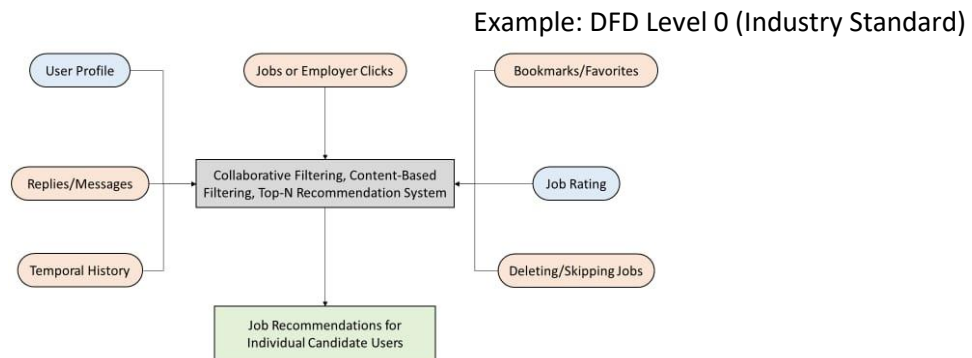 Example: DFD Level 0 (Industry Standard)
User Profile
Jobs or Employer Clicks
Bookmarks/Favorites
Replies/Messages
Collaborative Filtering, Content-Based
Filtering, Top-N Recommendation System
Job Rating
Temporal History
Deleting/Skipping Jobs
Job Recommendations for
Individual Candidate Users